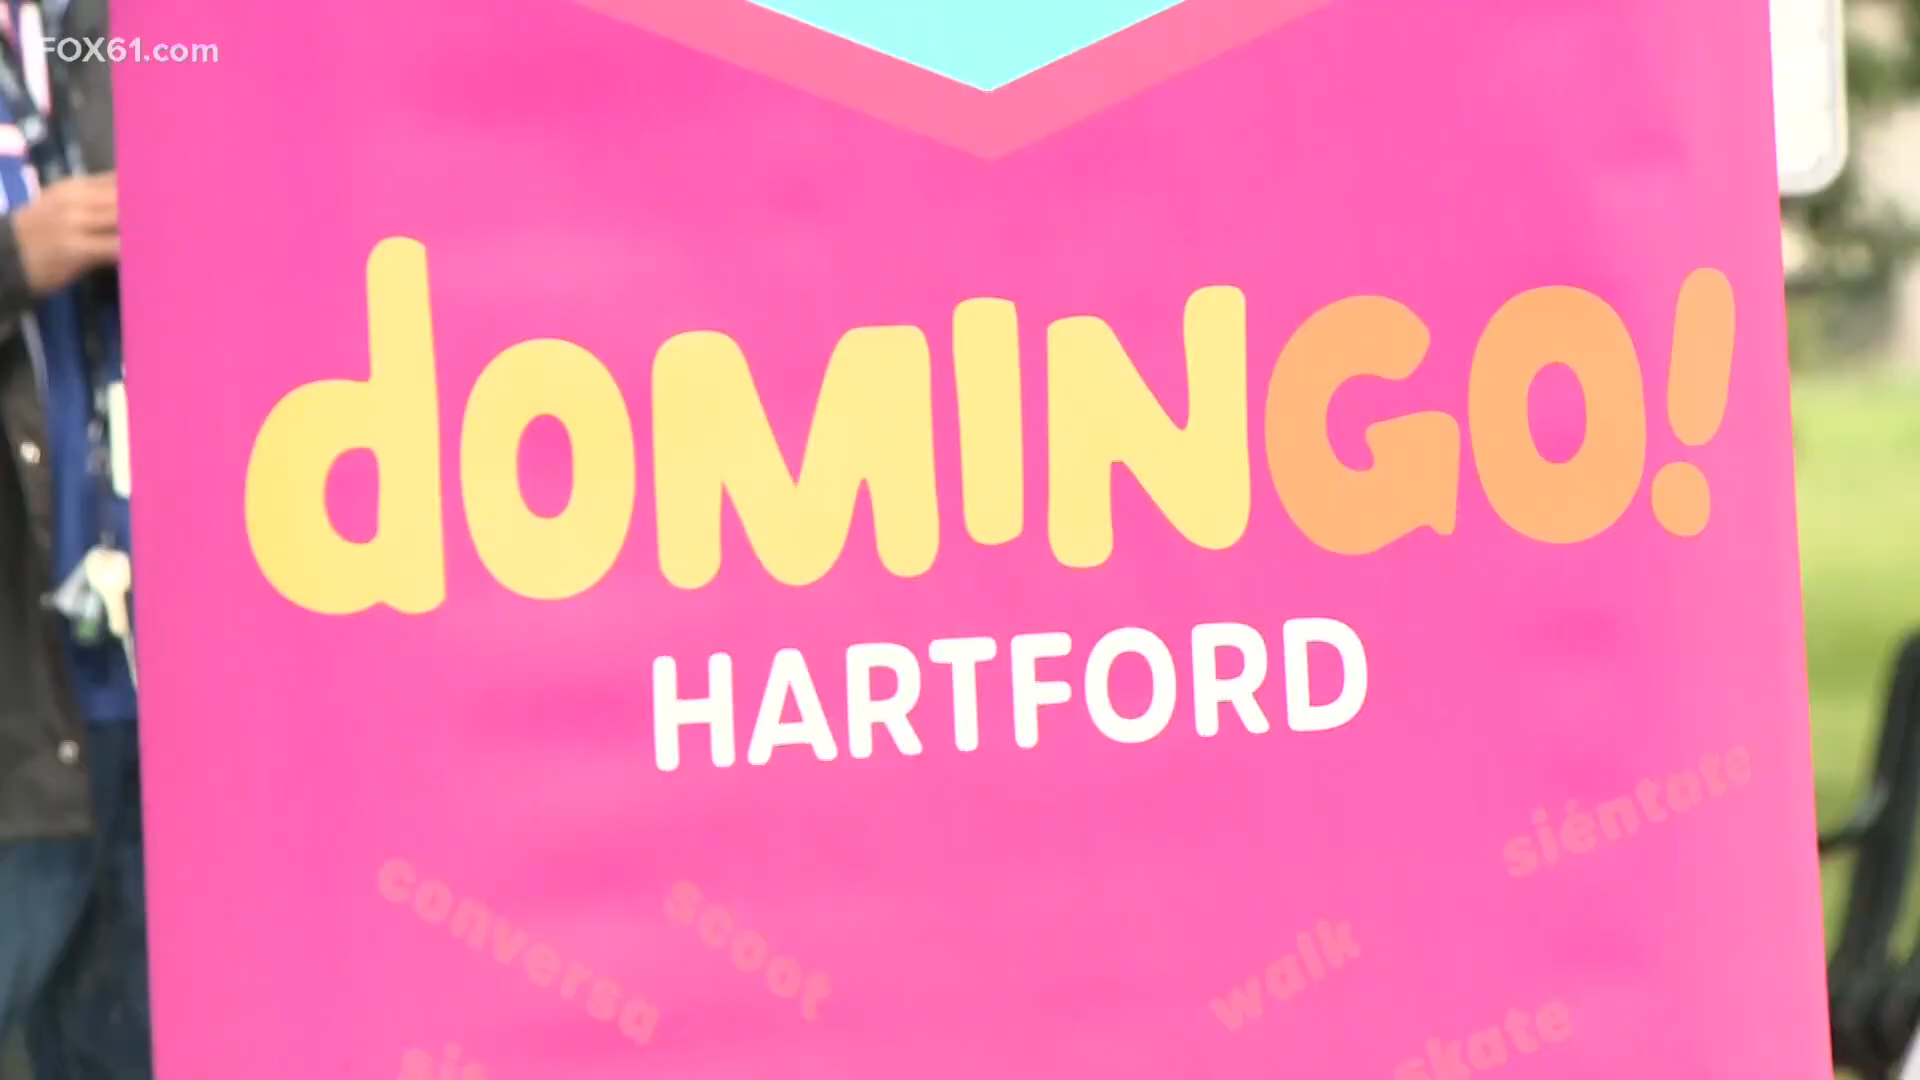 FOX61.com
dOMINGO!
HARTFORD
siéntate
conversa
scoot
walk
skate